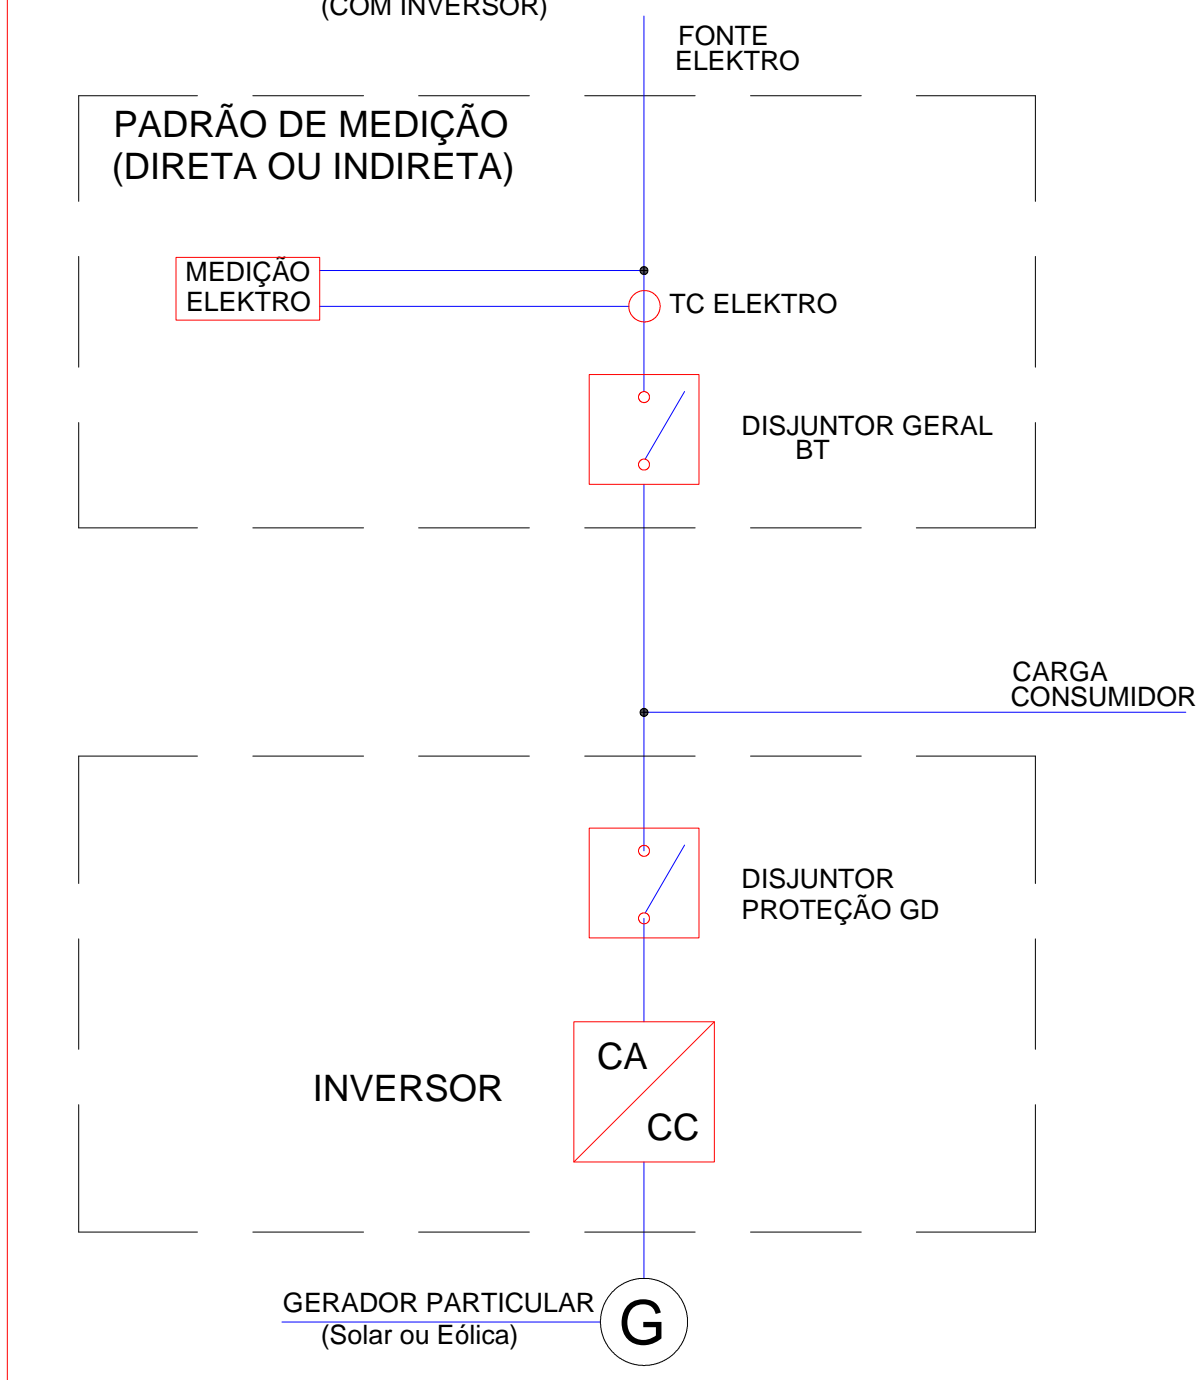 (COM INVERSOR)
FONTE
ELEKTRO
PADRÃO DE MEDIÇÃO
(DIRETA OU INDIRETA)
MEDIÇÃO
ELEKTRO
TC ELEKTRO
DISJUNTOR GERAL
BT
CARGA
CONSUMIDOR
DISJUNTOR
PROTEÇÃO GD
INVERSOR
CA
CC
GERADOR PARTICULAR
(Solar ou Eólica)
G